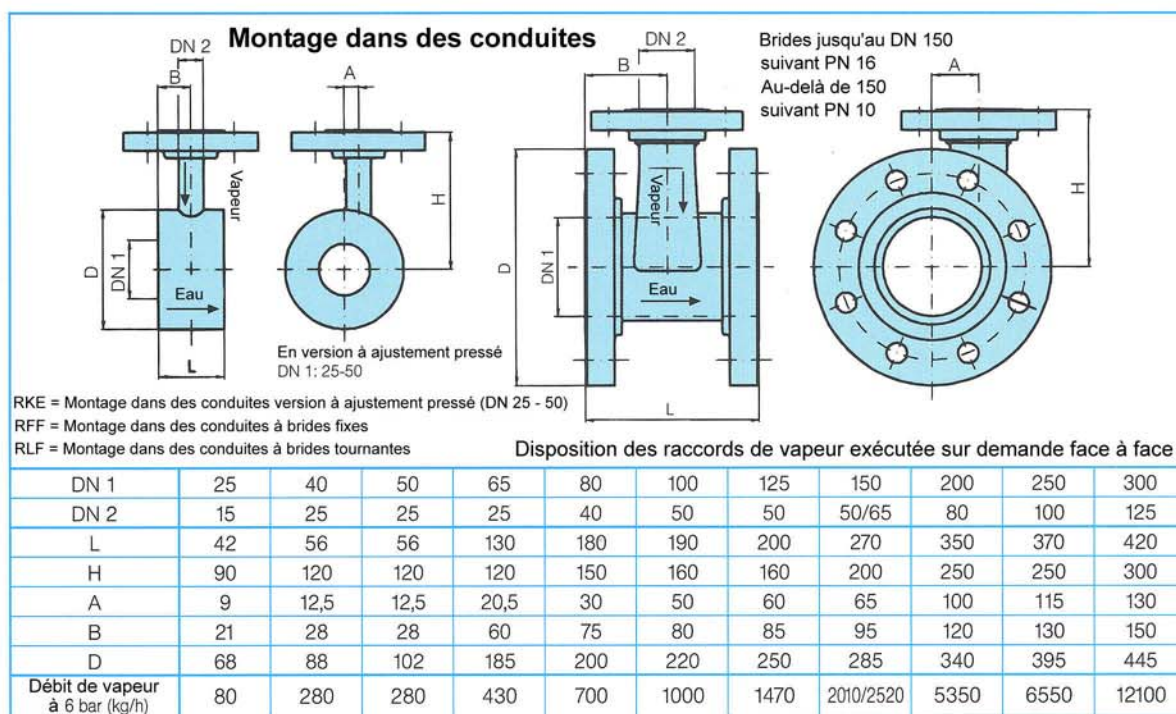 Montage dans des conduites
DN 2
B
A
DN 2
B
Brides jusqu'au DN 150
suivant PN 16
Au-delà de 150
suivant PN 10
A
Vapeur
H
D
DN 1
Eau
L
En version à ajustement pressé
DN 1: 25-50
Vapeur
D
DN 1
Eau
L
H
RKE = Montage dans des conduites version à ajustement pressé (DN 25 - 50)
RFF = Montage dans des conduites à brides fixes
RLF = Montage dans des conduites à brides tournantes
Disposition des raccords de vapeur exécutée sur demande face à face
DN 1 25 40 50 65 80 100 125 150 200 250 300
DN 2 15 25 25 25 40 50 50 50/65 80 100 125
L 42 56 56 130 180 190 200 270 350 370 420
H 90 120 120 120 150 160 160 200 250 250 300
A 9 12,5 12,5 20,5 30 50 60 65 100 115 130
B 21 28 28 60 75 80 85 95 120 130 150
D 68 88 102 185 200 220 250 285 340 395 445
Débit de vapeur
à 6 bar (kg/h) 80 280 280 430 700 1000 1470 2010/2520 5350 6550 12100